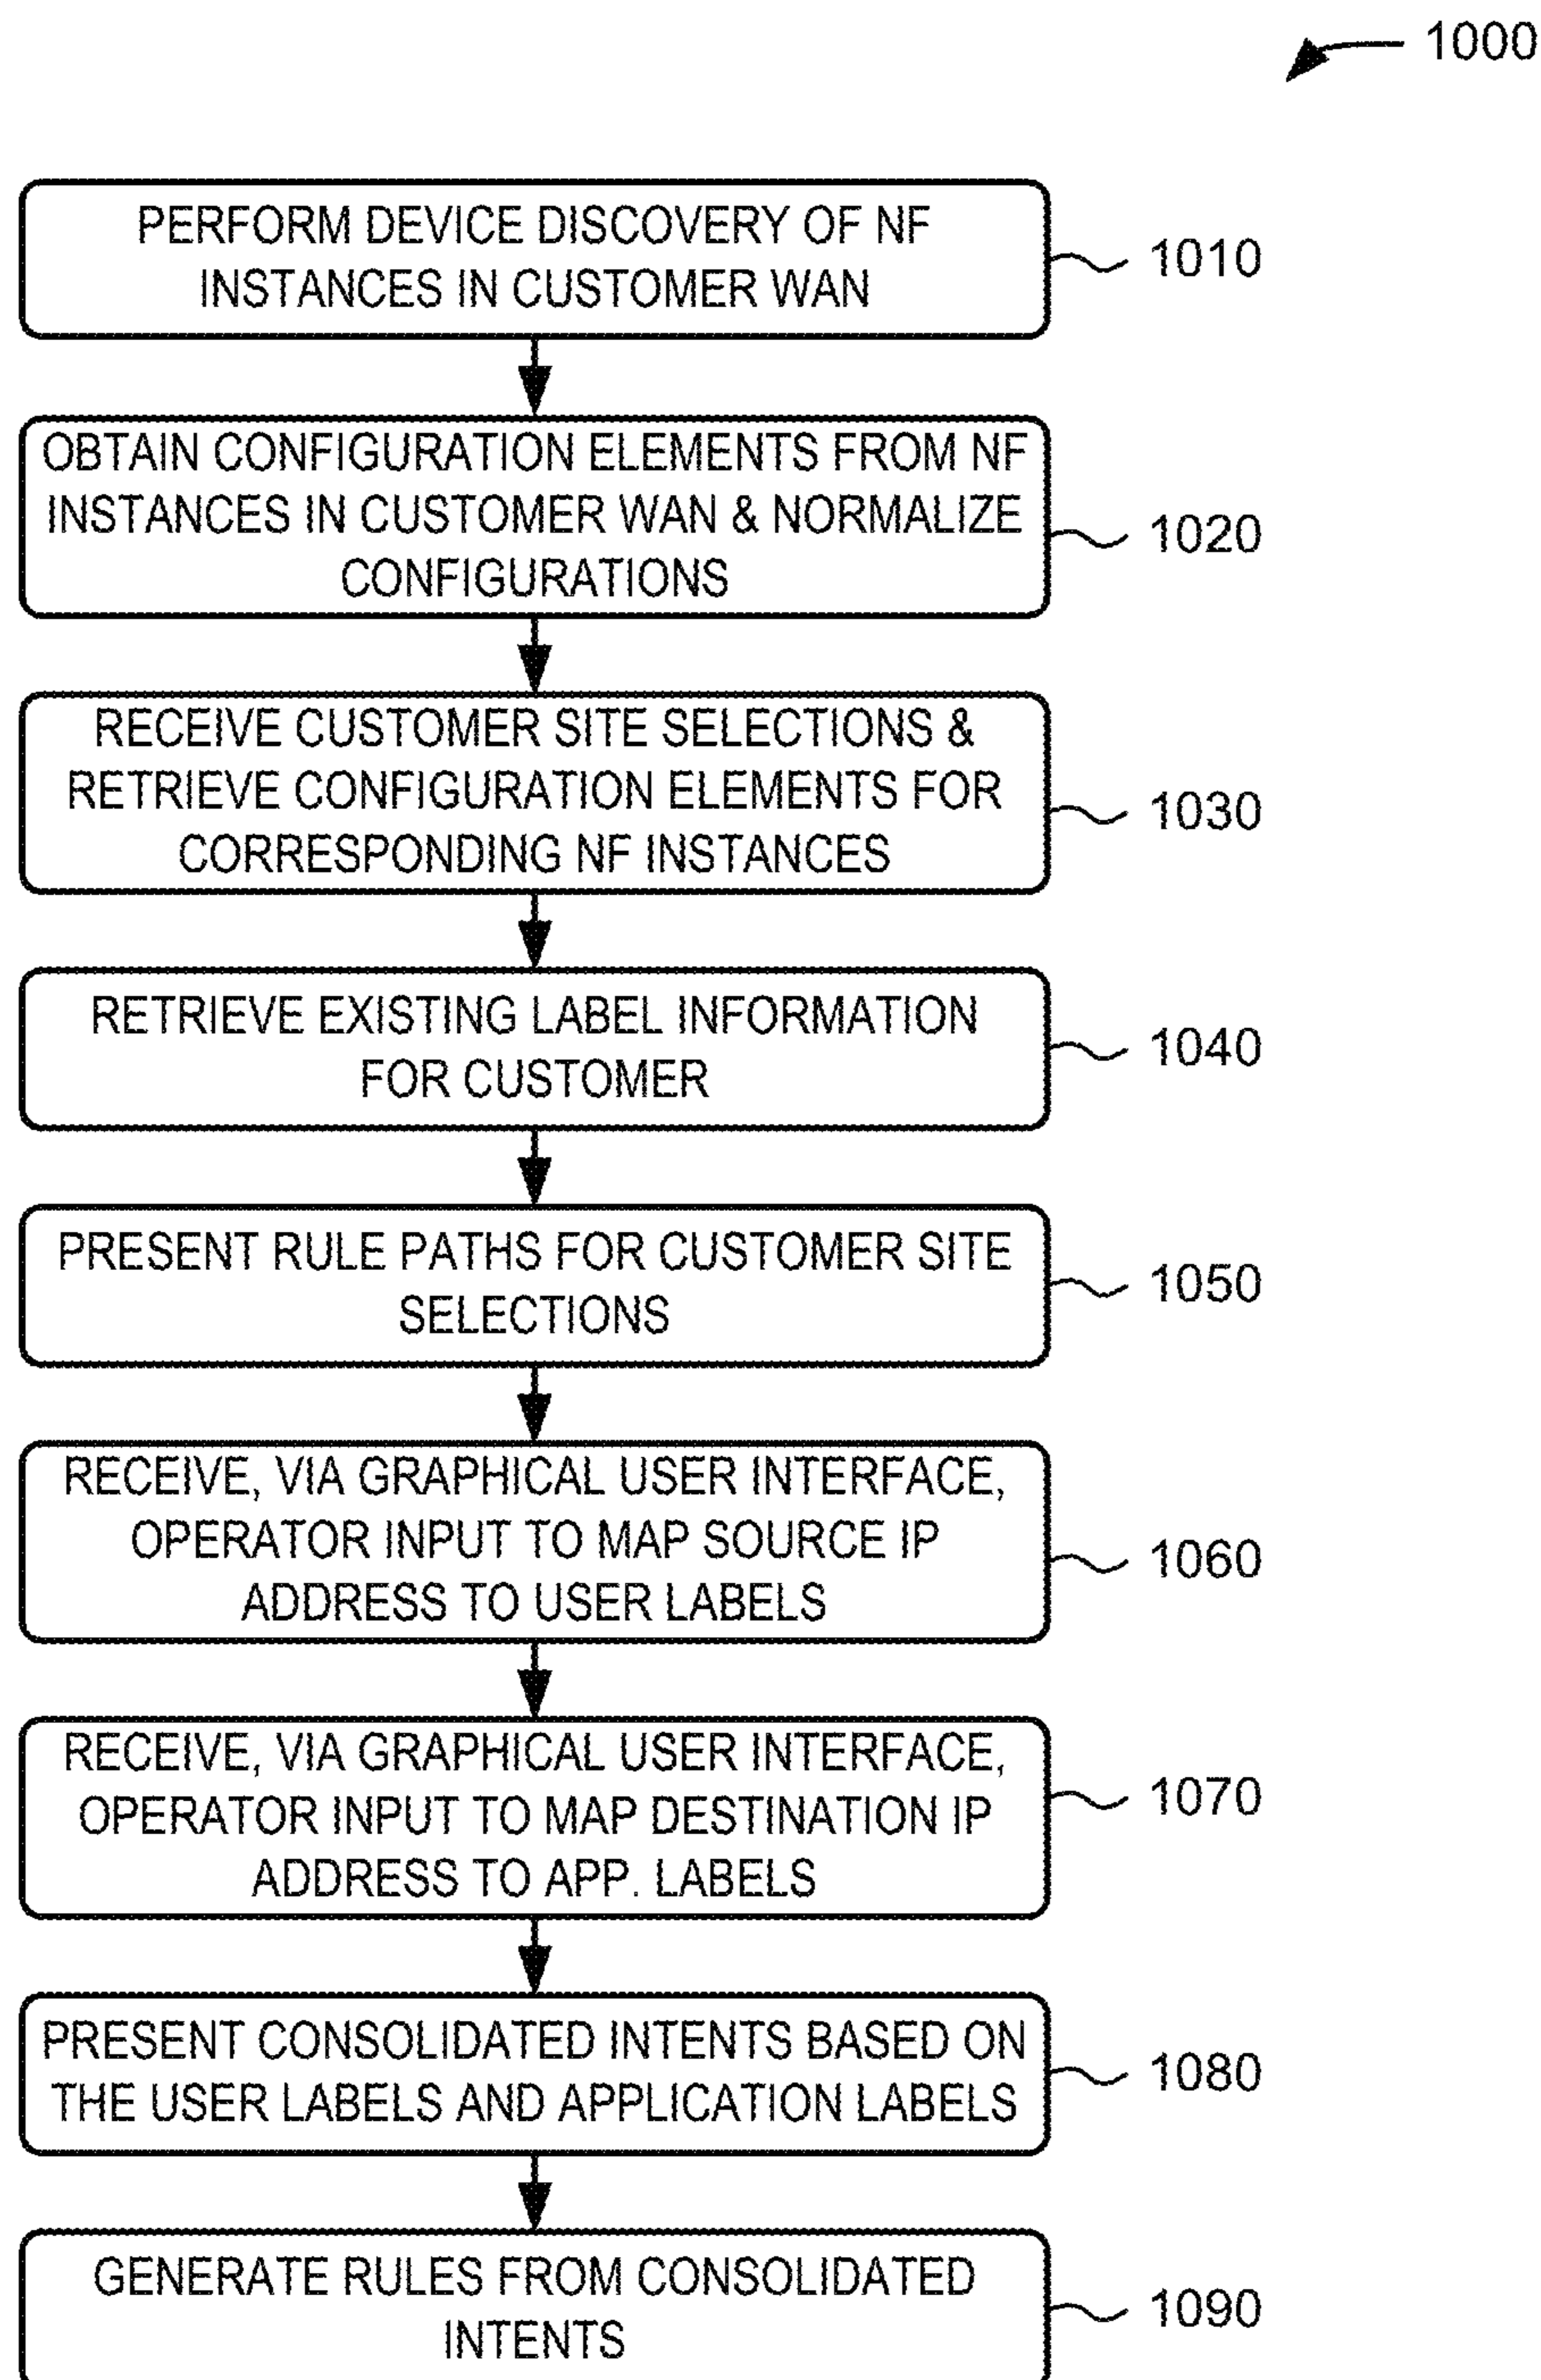 1000
PERFORM DEVICE DISCOVERY OF NF
INSTANCES IN CUSTOMER WAN
1010
OBTAIN CONFIGURATION ELEMENTS FROM NF
INSTANCES IN CUSTOMER WAN & NORMALIZE
CONFIGURATIONS
1020
RECEIVE CUSTOMER SITE SELECTIONS &
RETRIEVE CONFIGURATION ELEMENTS FOR
CORRESPONDING NF INSTANCES
1030
RETRIEVE EXISTING LABEL INFORMATION
FOR CUSTOMER
1040
PRESENT RULE PATHS FOR CUSTOMER SITE
SELECTIONS
1050
RECEIVE, VIA GRAPHICAL USER INTERFACE,
OPERATOR INPUT TO MAP SOURCE IP
ADDRESS TO USER LABELS
1060
RECEIVE, VIA GRAPHICAL USER INTERFACE,
OPERATOR INPUT TO MAP DESTINATION IP
ADDRESS TO APP. LABELS
1070
PRESENT CONSOLIDATED INTENTS BASED ON
THE USER LABELS AND APPLICATION LABELS
1080
GENERATE RULES FROM CONSOLIDATED
INTENTS
1090